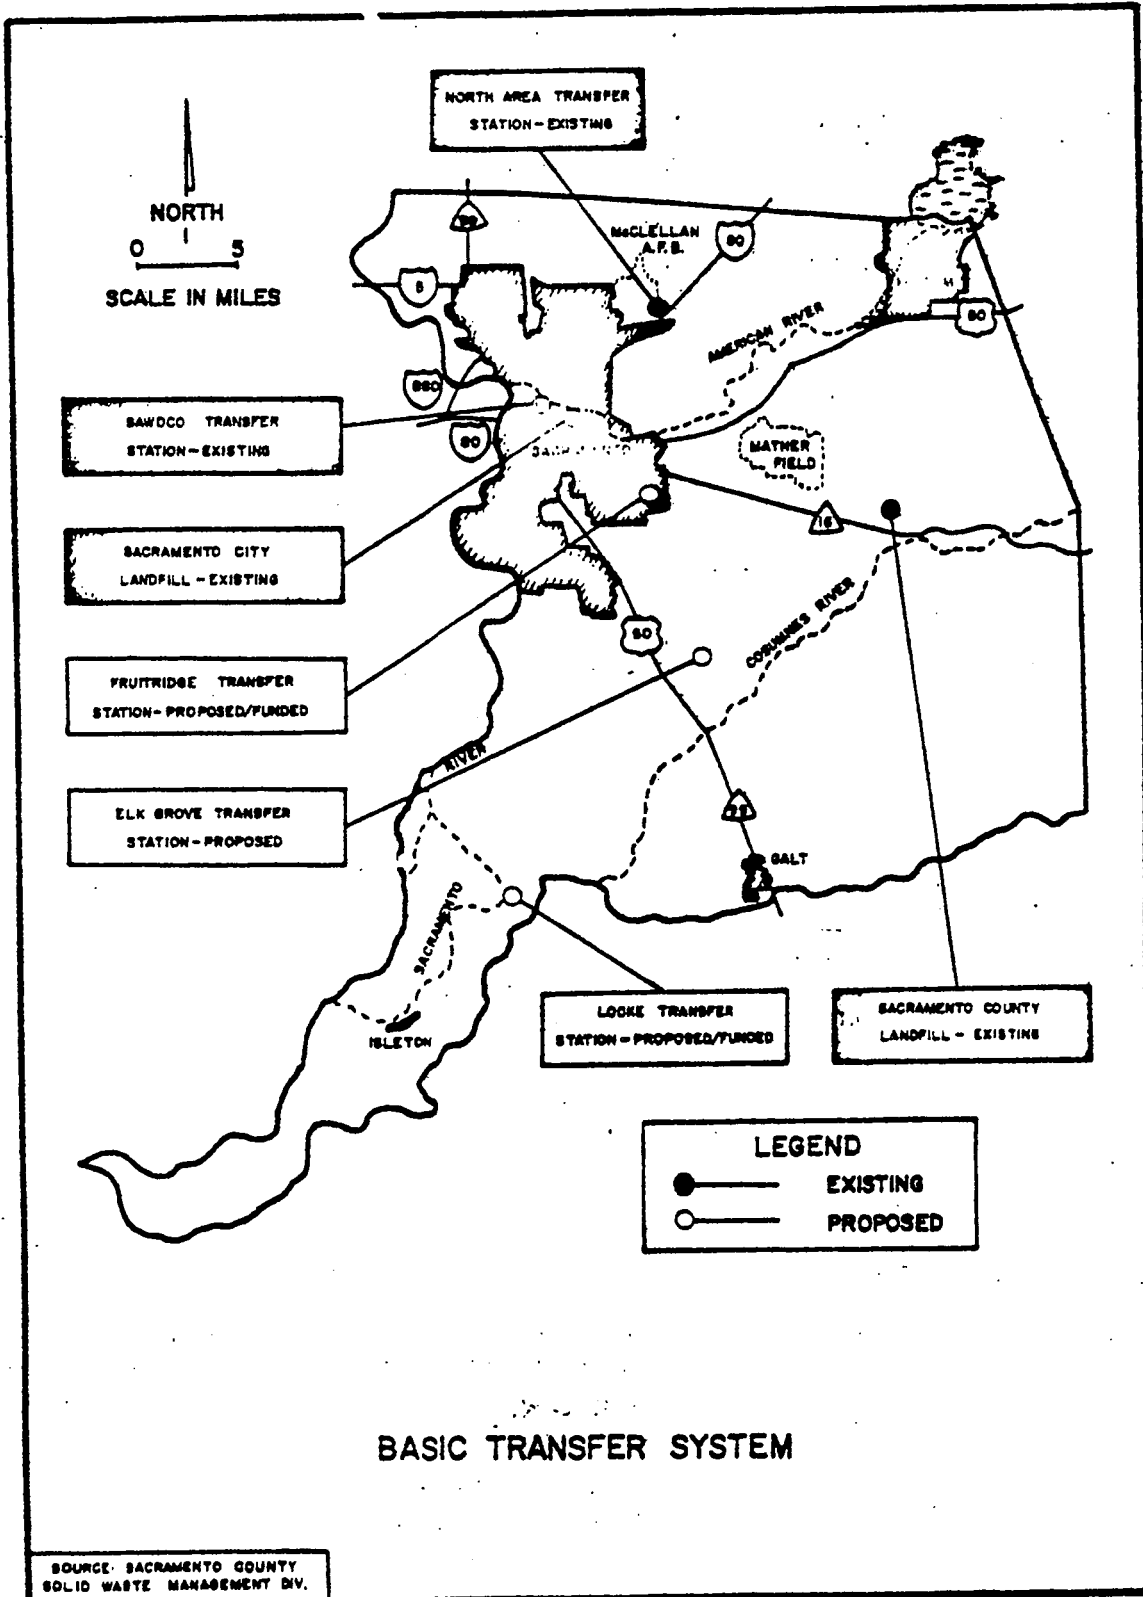 NORTH AREA TRANSFER
STATION-EXISTING
NORTH
0 5
SCALE IN MILES
McCLELLAN
A.F.B.
80
5
AMERICAN RIVER
50
880
80
SAWDCO TRANSFER
STATION-EXISTING
MATHER
FIELD
16
SACRAMENTO CITY
LANDFILL-EXISTING
COSUMNES RIVER
50
FRUITRIDGE TRANSFER
STATION-PROPOSED/FUNDED
RIVER
ELK GROVE TRANSFER
STATION-PROPOSED
99
GALT
SACRAMENTO
ISLETON
LOCKE TRANSFER
STATION-PROPOSED/FUNDED
SACRAMENTO COUNTY
LANDFILL - EXISTING
LEGEND
EXISTING
PROPOSED
BASIC TRANSFER SYSTEM
SOURCE: SACRAMENTO COUNTY
SOLID WASTE MANAGEMENT DIV.